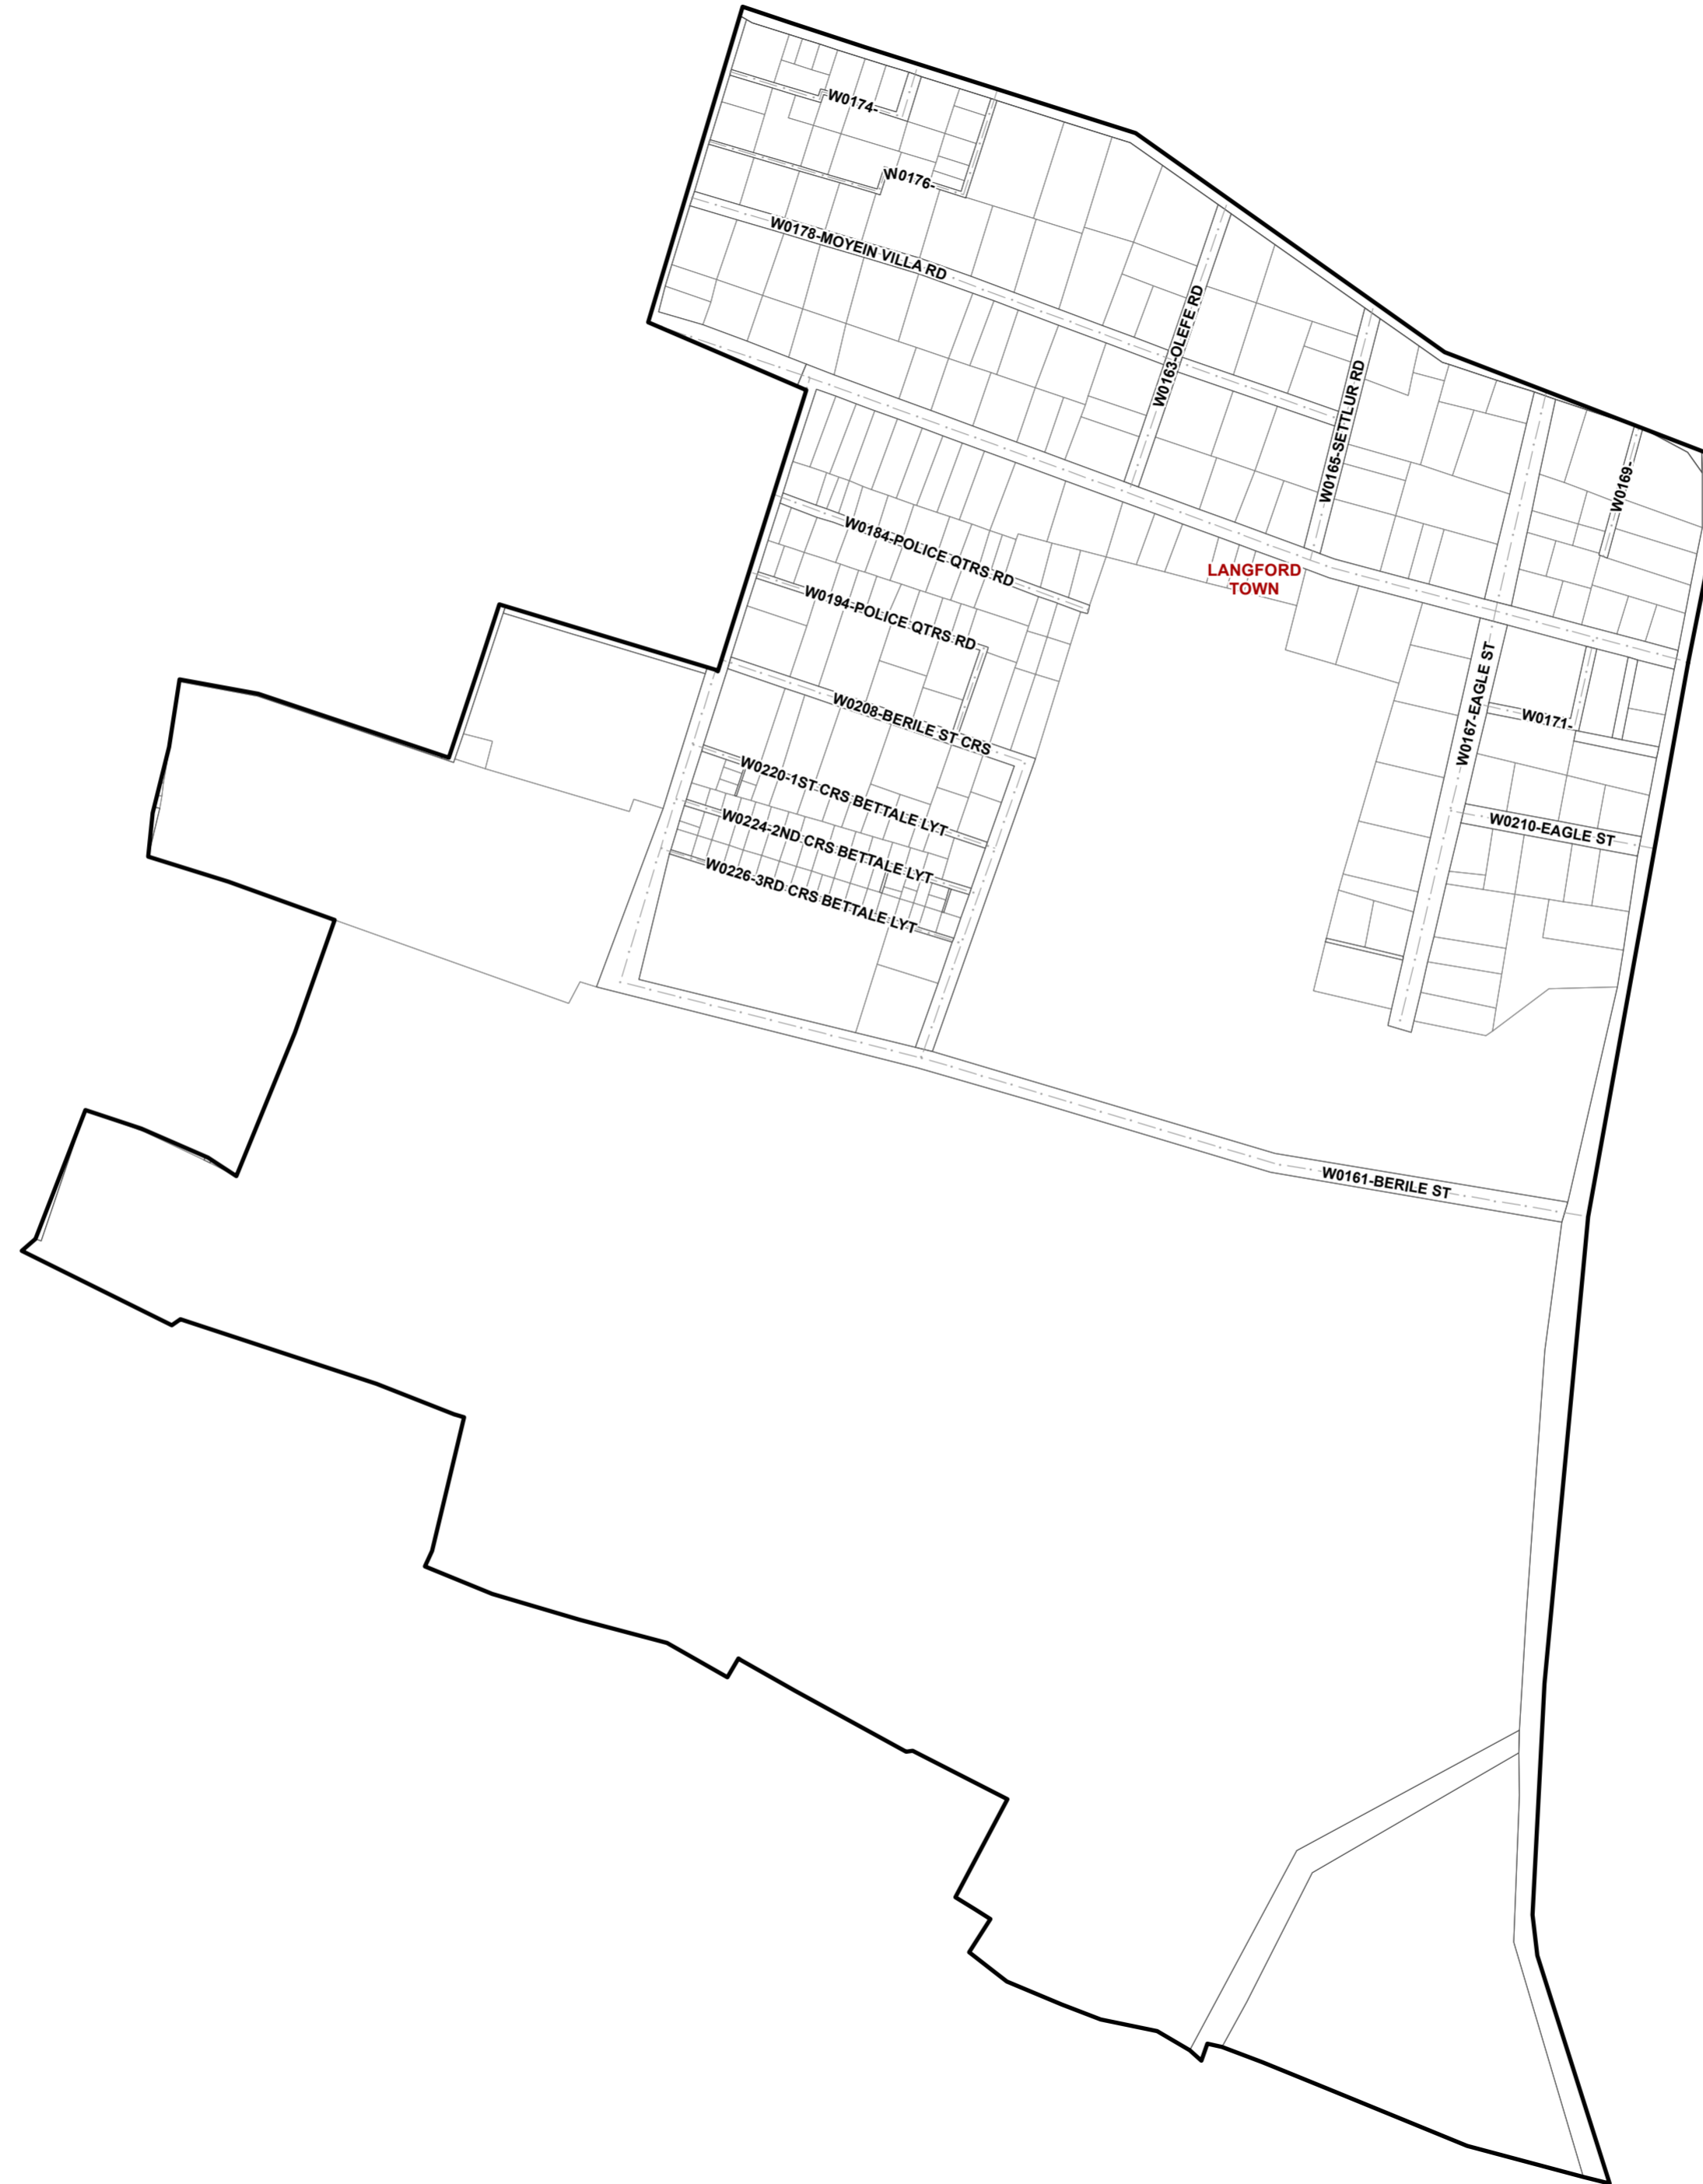 W0174-
W0176-
W0178-MOYEIN VILLA RD
W0163-OLEFE RD
W0165-SETTLUR RD
W0169-
W0184-POLICE QTRS RD
LANGFORD
TOWN
W0194-POLICE QTRS RD
W0167-EAGLE ST
W0208-BERILE ST CRS
W0171-
W0220-1ST CRS BETTALE LYT
W0224-2ND CRS BETTALE LYT
W0210-EAGLE ST
W0226-3RD CRS BETTALE LYT
W0161-BERILE ST